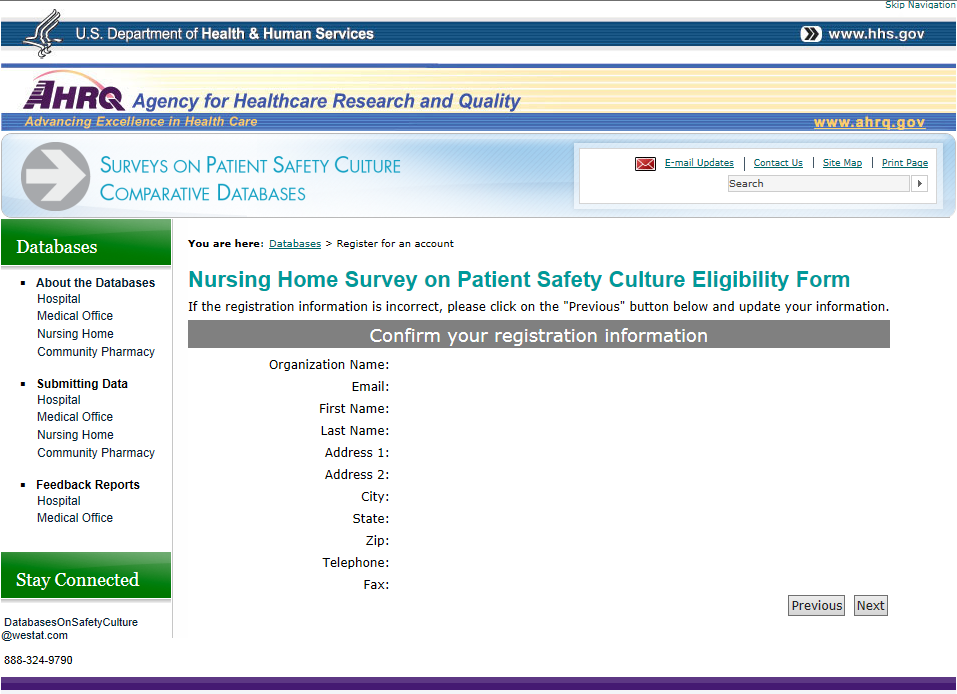 Skip Navigation
U.S. Department of Health & Human Services
www.hhs.gov
AHRQ Agency for Healthcare Research and Quality
Advancing Excellence in Health Care
www.ahrq.gov
SURVEYS ON PATIENT SAFETY CULTURE
COMPARATIVE DATABASES
E-mail Updates | Contact Us | Site Map | Print Page
Search
Databases
About the Databases
Hospital
Medical Office
Nursing Home
Community Pharmacy
Submitting Data
Hospital
Medical Office
Nursing Home
Community Pharmacy
Feedback Reports
Hospital
Medical Office
Stay Connected
DatabasesOnSafetyCulture
@westat.com
888-324-9790
You are here: Databases > Register for an account
Nursing Home Survey on Patient Safety Culture Eligibility Form
If the registration information is incorrect, please click on the "Previous" button below and update your information.
Confirm your registration information
Organization Name:
Email:
First Name:
Last Name:
Address 1:
Address 2:
City:
State:
Zip:
Telephone:
Fax:
Previous Next